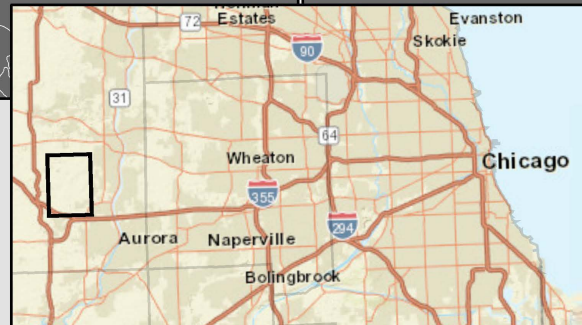 Estates
72
Evanston
Skokie
90
31
64
Wheaton
Chicago
355
294
Aurora
Naperville
Bolingbrook